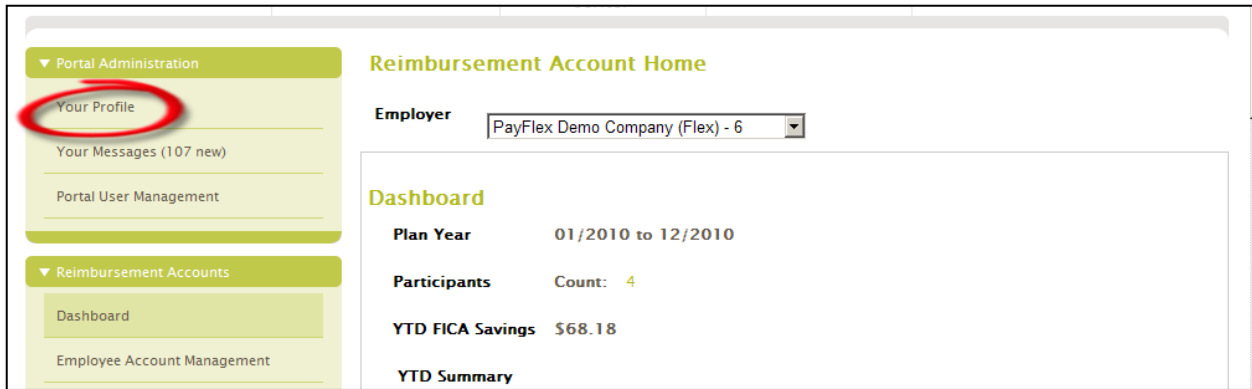 Portal Administration
Your Profile
Your Messages (107 new)
Portal User Management
Reimbursement Accounts
Dashboard
Employee Account Management
Reimbursement Account Home
Employer PayFlex Demo Company (Flex) - 6
Dashboard
Plan Year 01/2010 to 12/2010
Participants Count: 4
YTD FICA Savings $68.18
YTD Summary